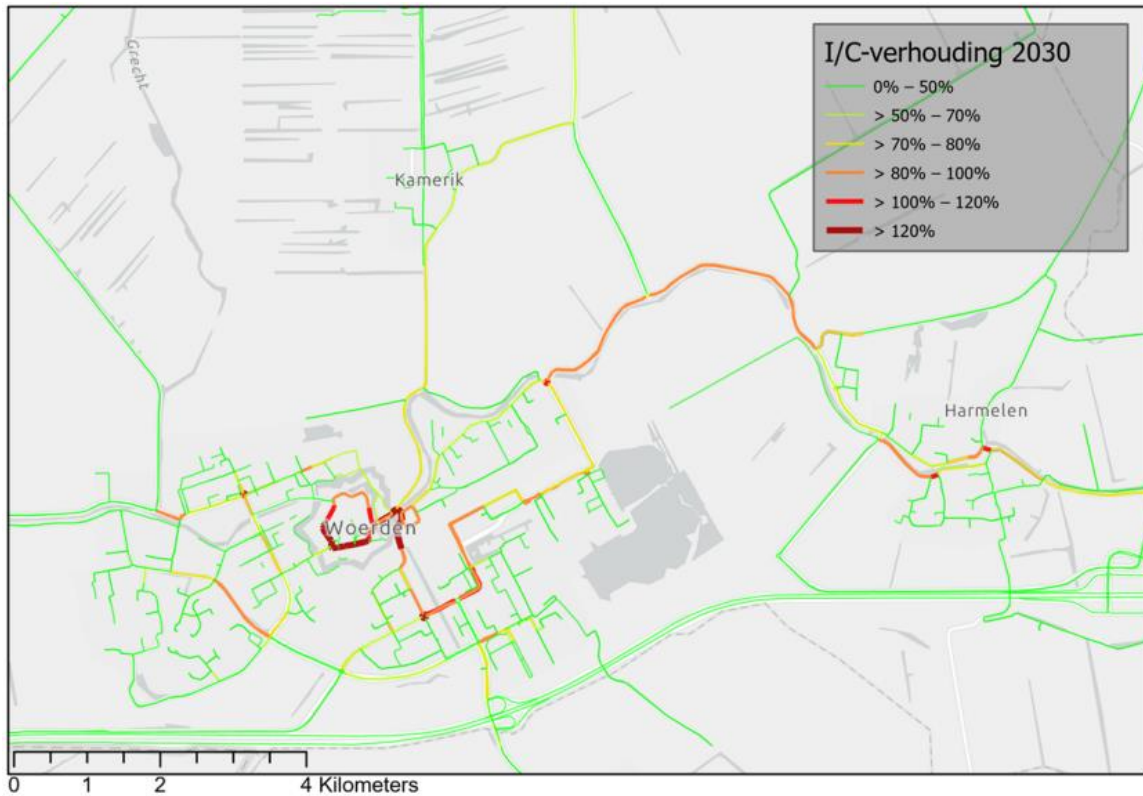 I/C-verhouding 2030
0% – 50%
> 50% – 70%
> 70% – 80%
> 80% – 100%
> 100% – 120%
> 120%
Grecht
Kamerik
Harmelen
Woerden
0 1 2 4 Kilometers